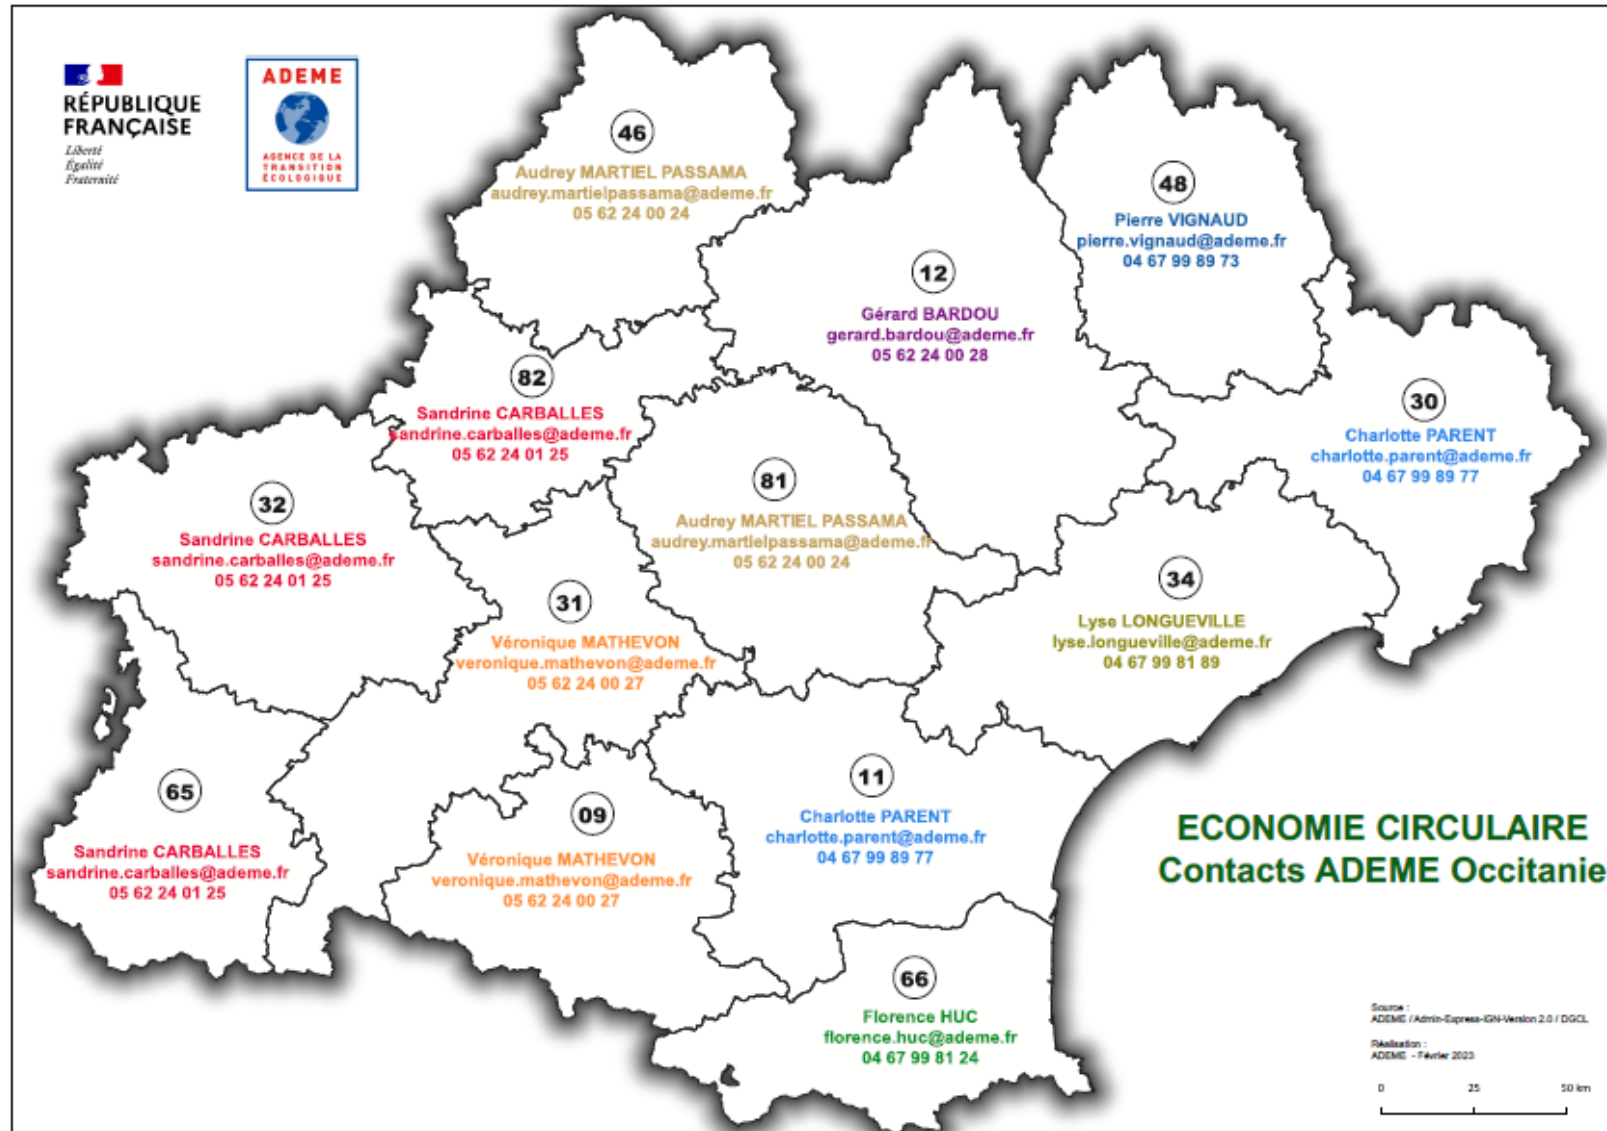 RÉPUBLIQUE
FRANÇAISE
Liberté
Égalité
Fraternité
ADEME
AGENCE DE LA
TRANSITION
ÉCOLOGIQUE
46
Audrey MARTIEL PASSAMA
audrey.martielpassama@ademe.fr
05 62 24 00 24
48
Pierre VIGNAUD
pierre.vignaud@ademe.fr
04 67 99 89 73
12
Gérard BARDOU
gerard.bardou@ademe.fr
05 62 24 00 28
82
Sandrine CARBALLES
sandrine.carballes@ademe.fr
05 62 24 01 25
30
Charlotte PARENT
charlotte.parent@ademe.fr
04 67 99 89 77
32
Sandrine CARBALLES
sandrine.carballes@ademe.fr
05 62 24 01 25
81
Audrey MARTIEL PASSAMA
audrey.martielpassama@ademe.fr
05 62 24 00 24
31
Véronique MATHEVON
veronique.mathevon@ademe.fr
05 62 24 00 27
34
Lyse LONGUEVILLE
lyse.longueville@ademe.fr
04 67 99 81 89
65
Sandrine CARBALLES
sandrine.carballes@ademe.fr
05 62 24 01 25
09
Véronique MATHEVON
veronique.mathevon@ademe.fr
05 62 24 00 27
11
Charlotte PARENT
charlotte.parent@ademe.fr
04 67 99 89 77
ECONOMIE CIRCULAIRE
Contacts ADEME Occitanie
66
Florence HUC
florence.huc@ademe.fr
04 67 99 81 24
Source :
ADEME / Admin-Express-IGN-Version 2.0 / DGCL
Réalisation :
ADEME - Février 2023
0 25 50 km